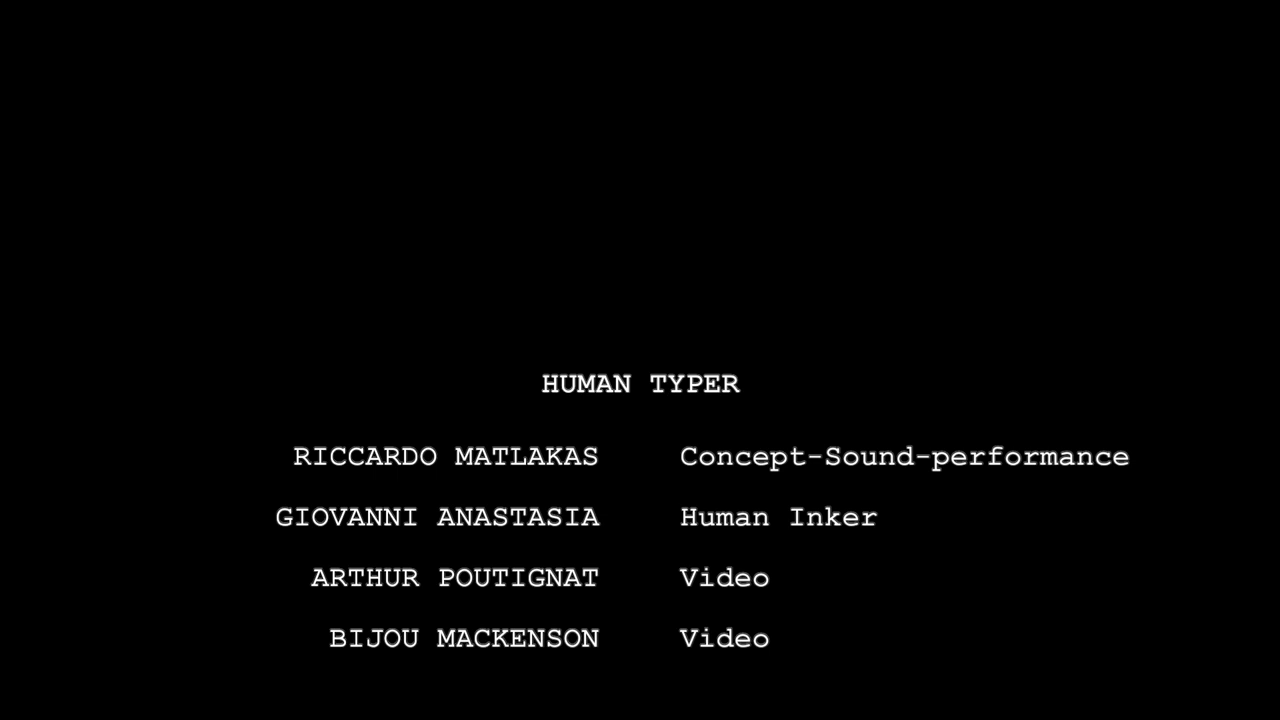 HUMAN TYPER
RICCARDO MATLAKAS Concept-Sound-performance
GIOVANNI ANASTASIA Human Inker
ARTHUR POUTIGNAT Video
BIJOU MACKENSON Video